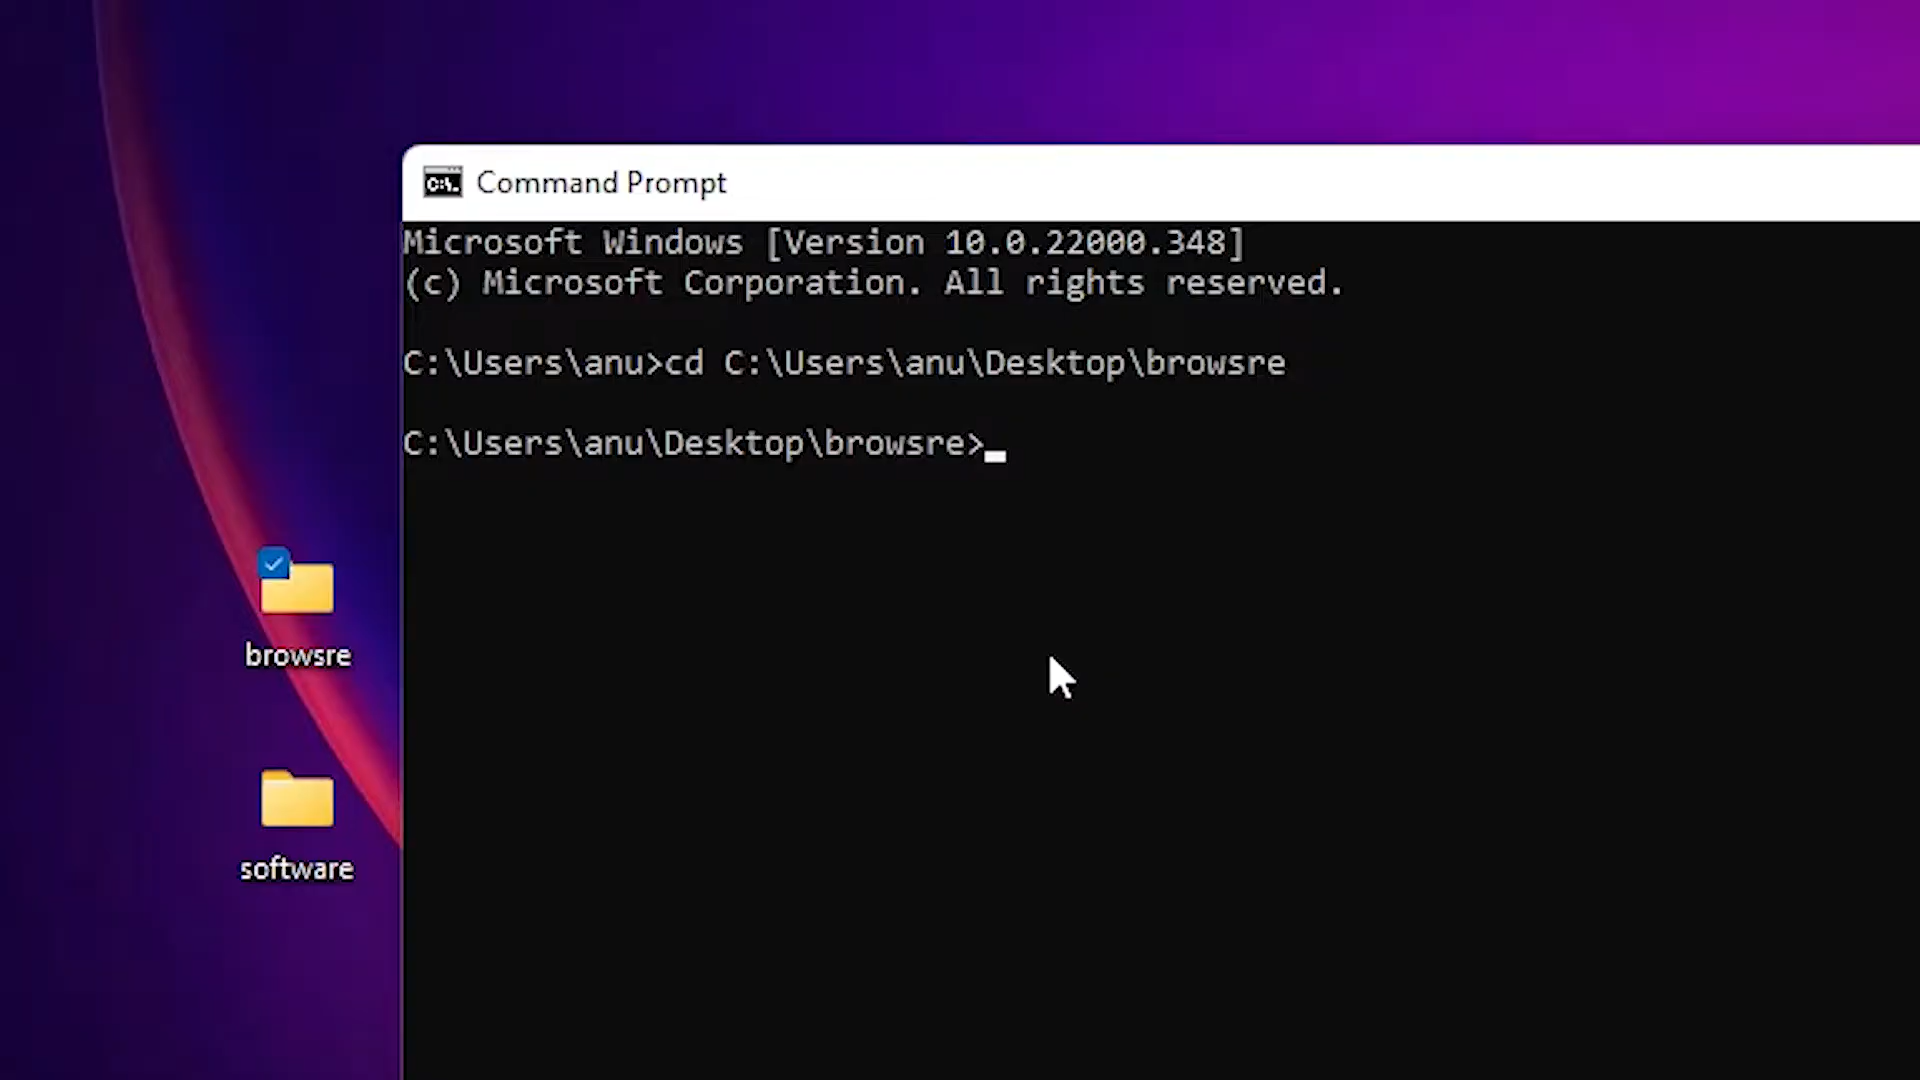 Command Prompt
Microsoft Windows [Version 10.0.22000.348]
(c) Microsoft Corporation. All rights reserved.
C:\Users\anu>cd C:\Users\anu\Desktop\browsre
C:\Users\anu\Desktop\browsre>
browsre
software